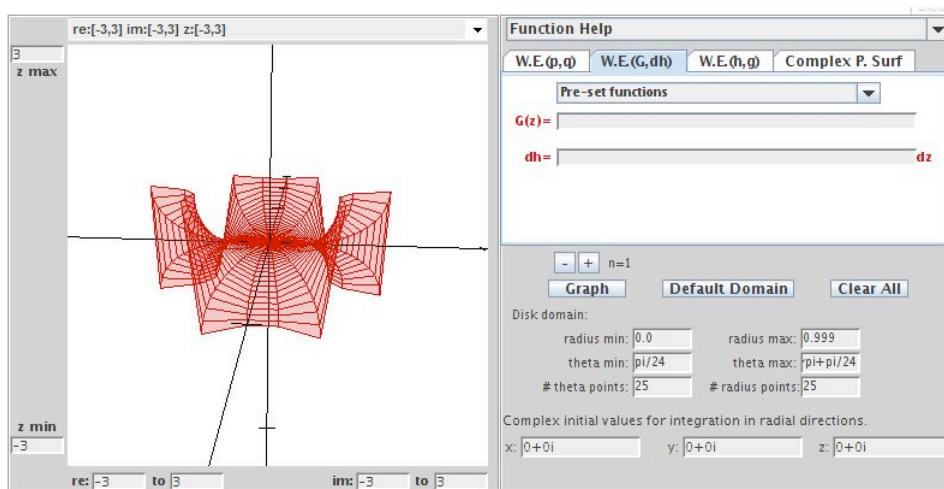 re:[-3,3] im:[-3,3] z:[-3,3]
3
z max
z min
-3
re: -3 to 3 im: -3 to 3
Function Help
W.E.(p,q) W.E.(G,dh) W.E.(h,g) Complex P. Surf
Pre-set functions
G(z)=
dh= dz
- + n=1
Graph Default Domain Clear All
Disk domain:
radius min: 0.0 radius max: 0.999
theta min: pi/24 theta max: pi+pi/24
# theta points: 25 # radius points: 25
Complex initial values for integration in radial directions.
x: 0+0i y: 0+0i z: 0+0i